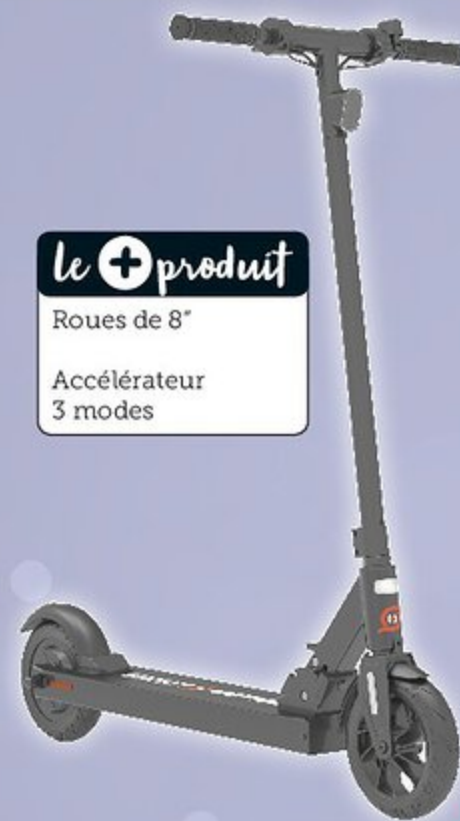 le + produit
Roues de 8"
Accélérateur
3 modes